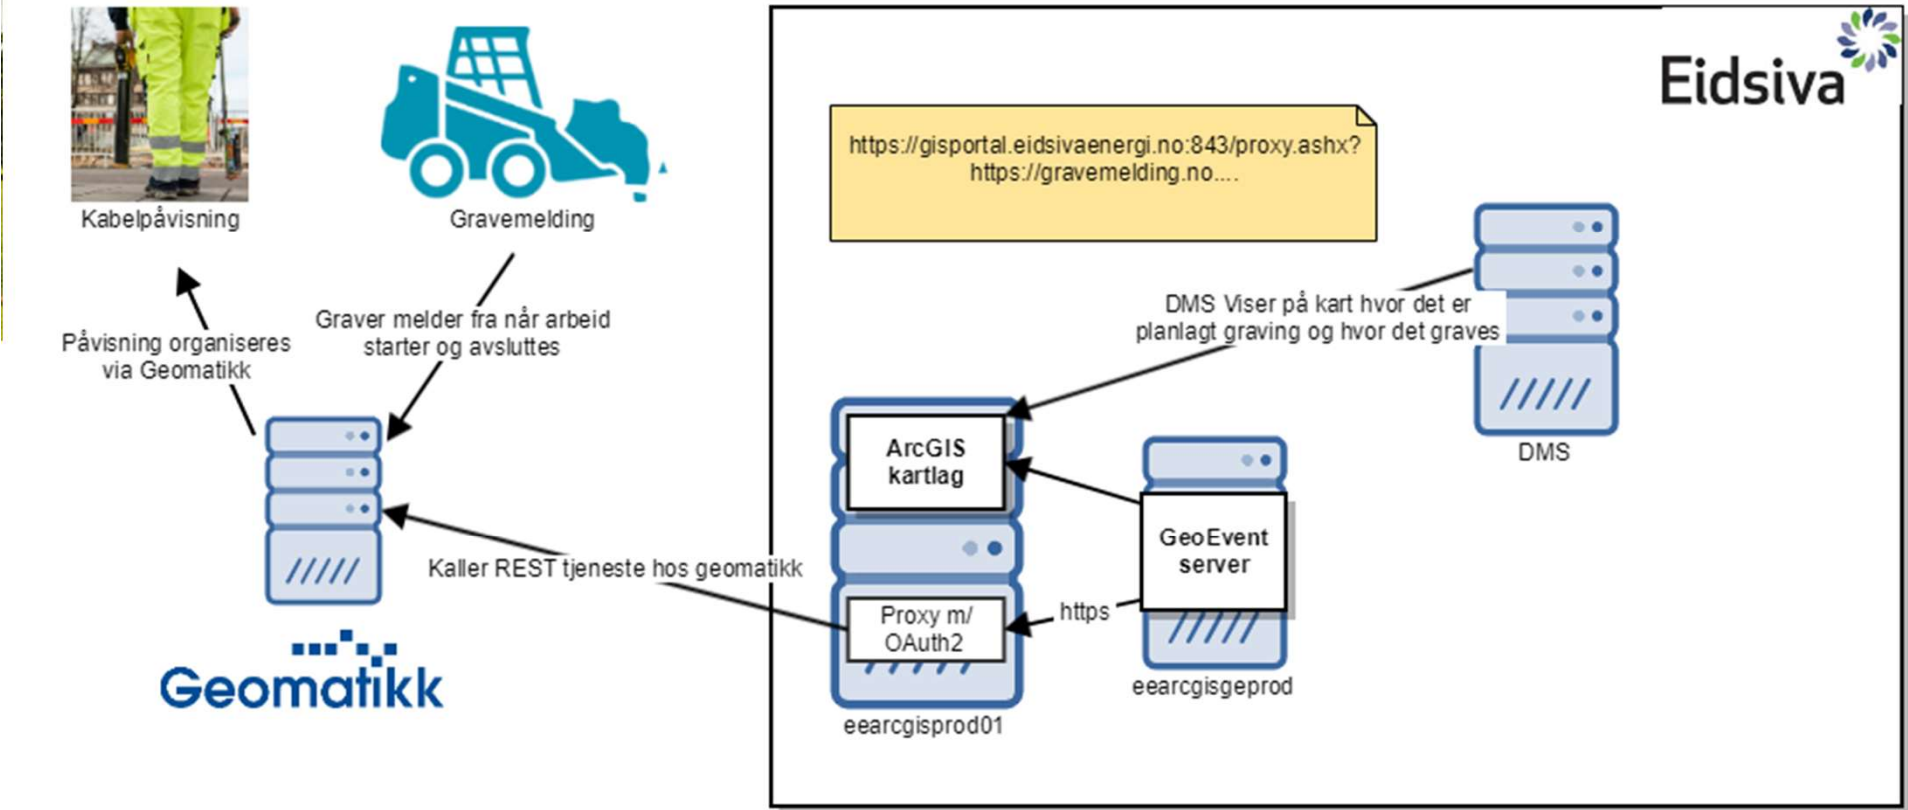 Eidsiva
https://gisportal.eidsivaenergi.no:843/proxy.ashx?
https://gravemelding.no....
Kabelpåvisning
Gravemelding
Påvisning organiseres
via Geomatikk
Graver melder fra når arbeid
starter og avsluttes
DMS Viser på kart hvor det er
planlagt graving og hvor det graves
DMS
ArcGIS
kartlag
GeoEvent
server
Kaller REST tjeneste hos geomatikk
https
Proxy m/
OAuth2
eearcgisgeprod
eearcgisprod01
Geomatikk